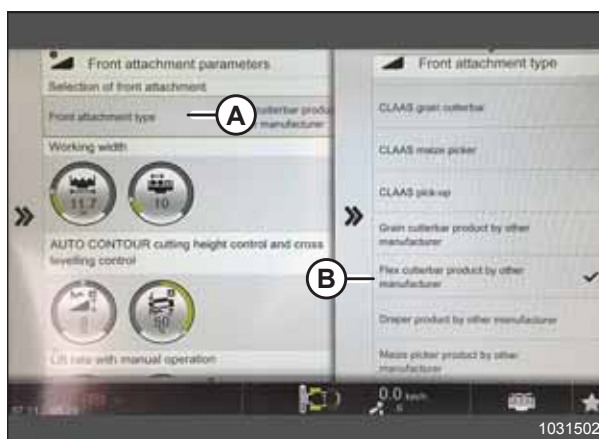 Front attachment parameters
Selection of front attachment
Front attachment type
A
cutterbar produc
manufacturer
Working width
11.7
10
AUTO CONTOUR cutting height control and cross
levelling control
50
Lift rate with manual operation
Front attachment type
CLAAS grain cutterbar
CLAAS maize picker
CLAAS pick-up
Grain cutterbar product by other
manufacturer
B
Flex cutterbar product by other
manufacturer
Draper product by other manufacturer
Maize picker product by other
manufacturer
0.0 km/h
1031502